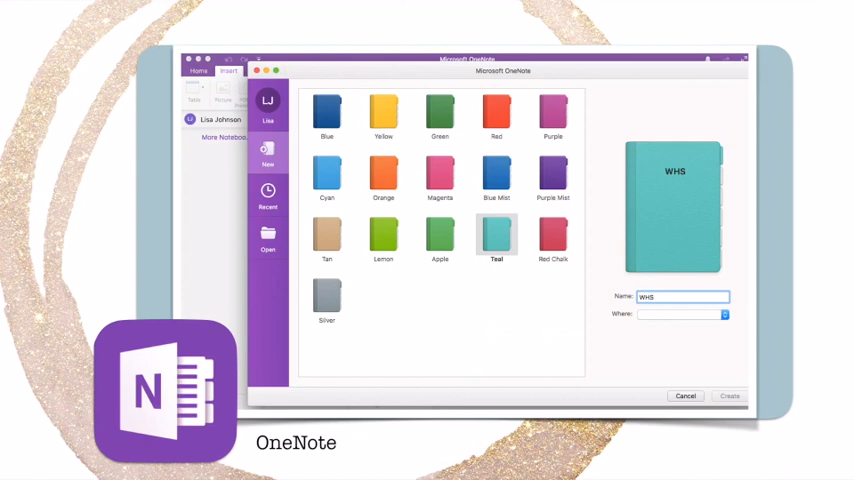 Microsoft OneNote
Home Insert
Microsoft OneNote
Table Picture
LJ
Lisa
LJ Lisa Johnson
More Noteboo
New
Recent
Open
Blue Yellow Green Red Purple
Cyan Orange Magenta Blue Mist Purple Mist
Tan Lemon Apple Teal Red Chalk
Silver
WHS
Name: WHS
Where:
Cancel Create
N
OneNote